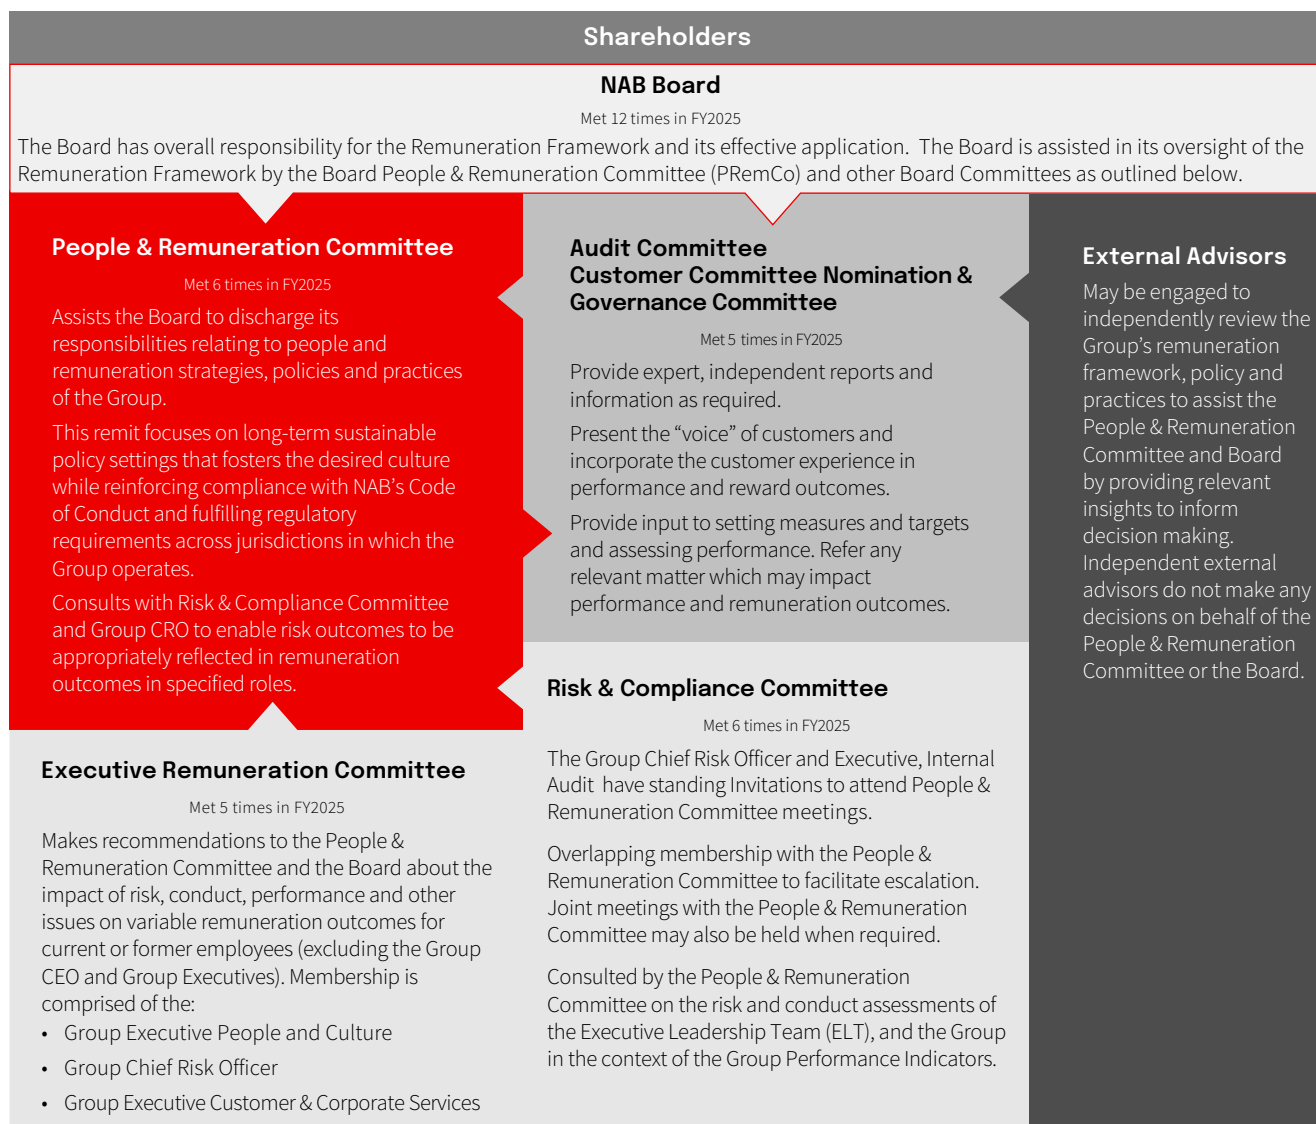 Shareholders
NAB Board
Met 12 times in FY2025
The Board has overall responsibility for the Remuneration Framework and its effective application.  The Board is assisted in its oversight of the
Remuneration Framework by the Board People & Remuneration Committee (PRemCo) and other Board Committees as outlined below.
People & Remuneration Committee
Met 6 times in FY2025
Assists the Board to discharge its
responsibilities relating to people and
remuneration strategies, policies and practices
of the Group.
This remit focuses on long-term sustainable
policy settings that fosters the desired culture
while reinforcing compliance with NAB's Code
of Conduct and fulfilling regulatory
requirements across jurisdictions in which the
Group operates.
Consults with Risk & Compliance Committee
and Group CRO to enable risk outcomes to be
appropriately reflected in remuneration
outcomes in specified roles.
Audit Committee
Customer Committee Nomination &
Governance Committee
Met 5 times in FY2025
Provide expert, independent reports and
information as required.
Present the “voice” of customers and
incorporate the customer experience in
performance and reward outcomes.
Provide input to setting measures and targets
and assessing performance. Refer any
relevant matter which may impact
performance and remuneration outcomes.
External Advisors
May be engaged to
independently review the
Group's remuneration
framework, policy and
practices to assist the
People & Remuneration
Committee and Board
by providing relevant
insights to inform
decision making.
Independent external
advisors do not make any
decisions on behalf of the
People & Remuneration
Committee or the Board.
Executive Remuneration Committee
Met 5 times in FY2025
Makes recommendations to the People &
Remuneration Committee and the Board about the
impact of risk, conduct, performance and other
issues on variable remuneration outcomes for
current or former employees (excluding the Group
CEO and Group Executives). Membership is
comprised of the:
• Group Executive People and Culture
• Group Chief Risk Officer
• Group Executive Customer & Corporate Services
Risk & Compliance Committee
Met 6 times in FY2025
The Group Chief Risk Officer and Executive, Internal
Audit  have standing Invitations to attend People &
Remuneration Committee meetings.
Overlapping membership with the People &
Remuneration Committee to facilitate escalation.
Joint meetings with the People & Remuneration
Committee may also be held when required.
Consulted by the People & Remuneration
Committee on the risk and conduct assessments of
the Executive Leadership Team (ELT), and the Group
in the context of the Group Performance Indicators.